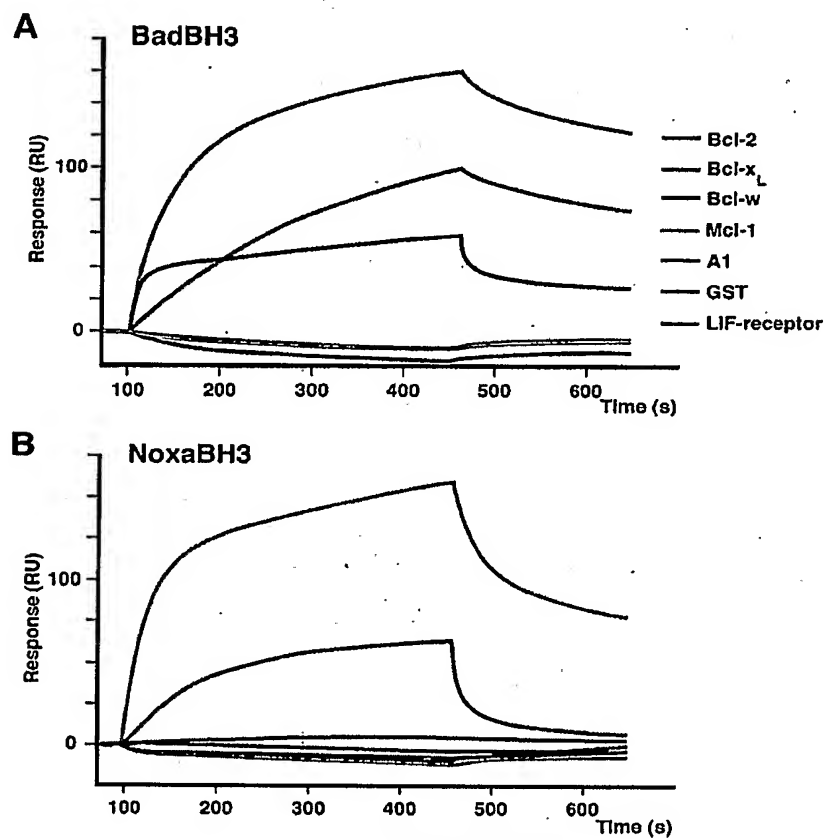 A
BadBH3
Response (RU)
100
0
100
200
300
400
500
600
Time (s)
Bcl-2
Bcl-xL
Bcl-w
Mcl-1
A1
GST
LIF-receptor
B
NoxaBH3
Response (RU)
100
0
100
200
300
400
500
600
Time (s)